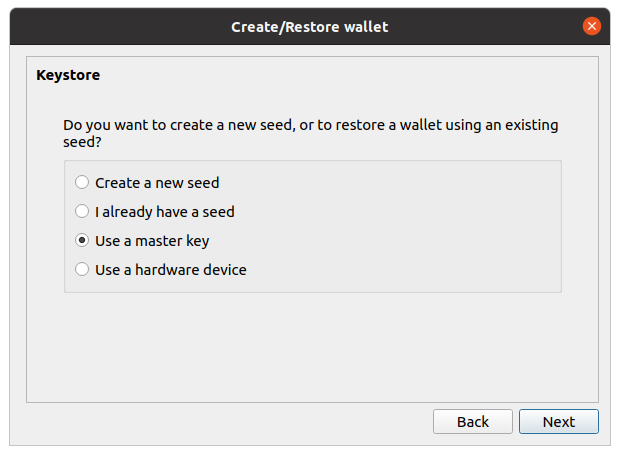 Create/Restore wallet
Keystore
Do you want to create a new seed, or to restore a wallet using an existing
seed?
Create a new seed
I already have a seed
Use a master key
Use a hardware device
Back
Next